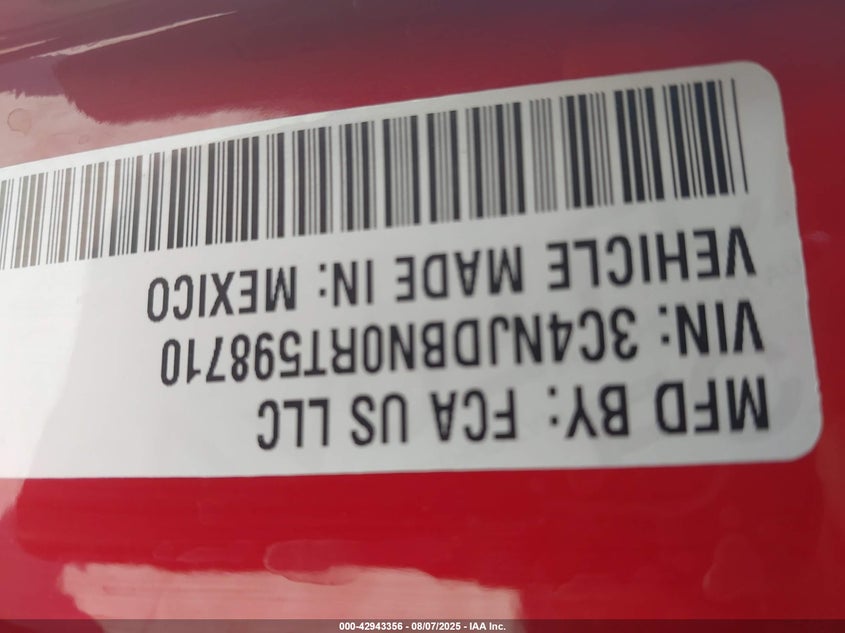 MFD BY: FCA US LLC
VIN: 3C4NJDBN0RT598710
VEHICLE MADE IN: MEXICO
000-42943356 - 08/07/2025 - IAA Inc.